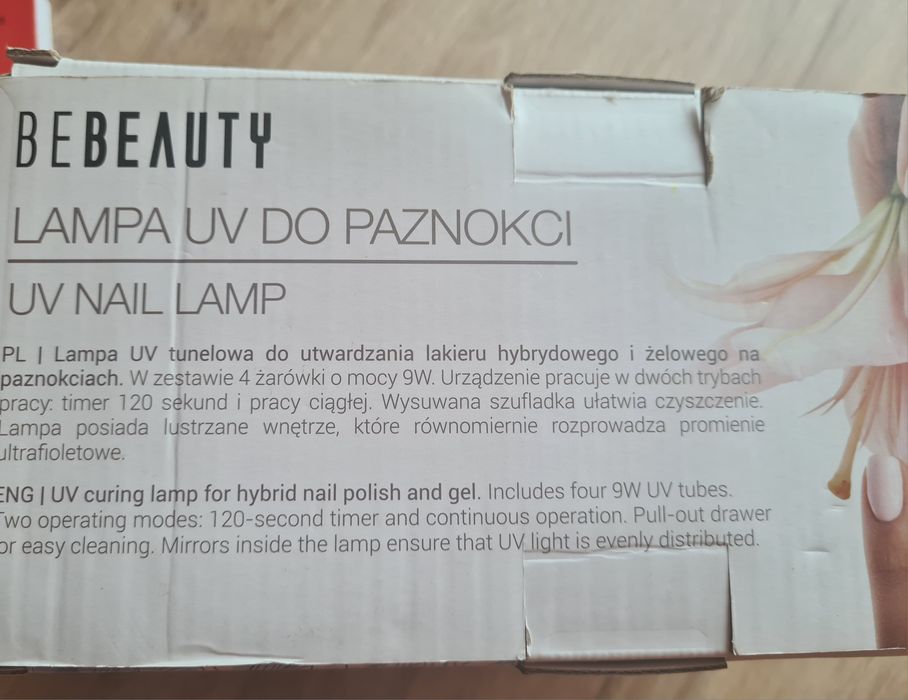 BEBEAUTY
LAMPA UV DO PAZNOKCI
UV NAIL LAMP
PL | Lampa UV tunelowa do utwardzania lakieru hybrydowego i żelowego na
paznokciach. W zestawie 4 żarówki o mocy 9W. Urządzenie pracuje w dwóch trybach
pracy: timer 120 sekund i pracy ciągłej. Wysuwana szufladka ułatwia czyszczenie.
Lampa posiada lustrzane wnętrze, które równomiernie rozprowadza promienie
ultrafioletowe.
ENG | UV curing lamp for hybrid nail polish and gel. Includes four 9W UV tubes.
Two operating modes: 120-second timer and continuous operation. Pull-out drawer
or easy cleaning. Mirrors inside the lamp ensure that UV light is evenly distributed.